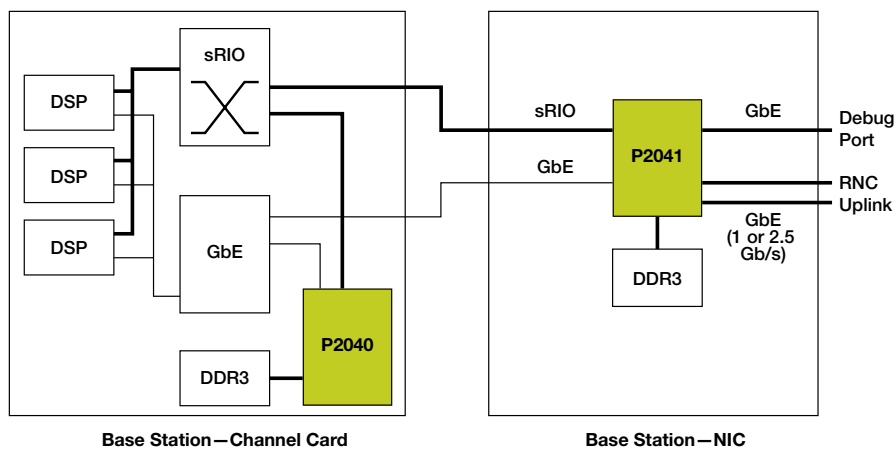 sRIO
DSP
DSP
DSP
GbE
P2040
DDR3
Base Station—Channel Card
sRIO
GbE
P2041
GbE
Debug
Port
RNC
Uplink
GbE
(1 or 2.5
Gb/s)
DDR3
Base Station—NIC